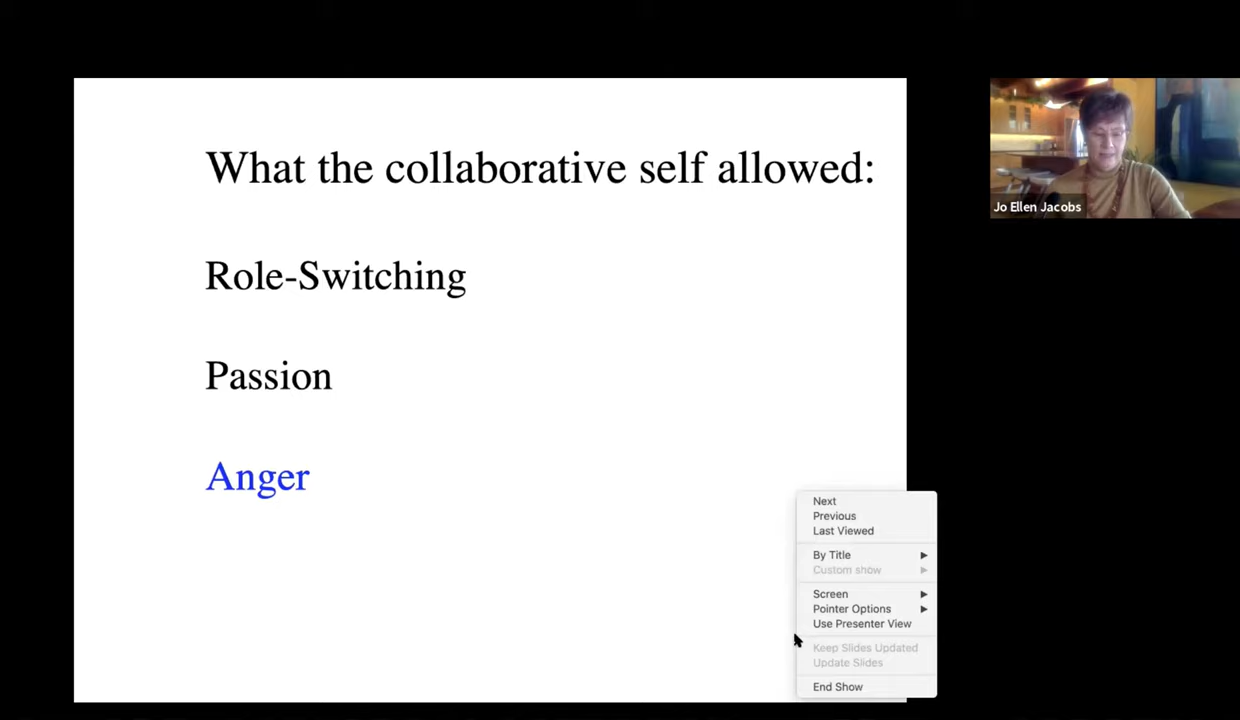 What the collaborative self allowed:
Role-Switching
Passion
Anger
Jo Ellen Jacobs
Next
Previous
Last Viewed
By Title
Custom show
Screen
Pointer Options
Use Presenter View
Keep Slides Updated
Update Slides
End Show